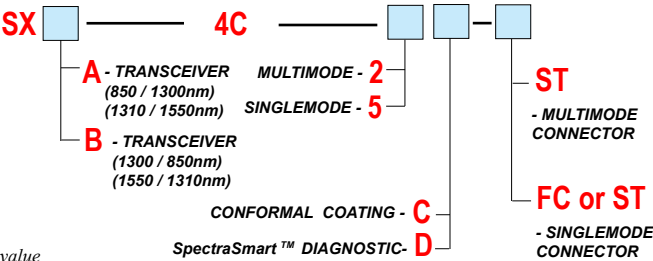 SX — 4C —
A - TRANSCEIVER
(850 / 1300nm)
(1310 / 1550nm)
B - TRANSCEIVER
(1300 / 850nm)
(1550 / 1310nm)
MULTIMODE - 2
SINGLEMODE - 5
CONFORMAL COATING - C
SpectraSmart ™ DIAGNOSTIC- D
ST
- MULTIMODE
CONNECTOR
FC or ST
- SINGLEMODE
CONNECTOR
value